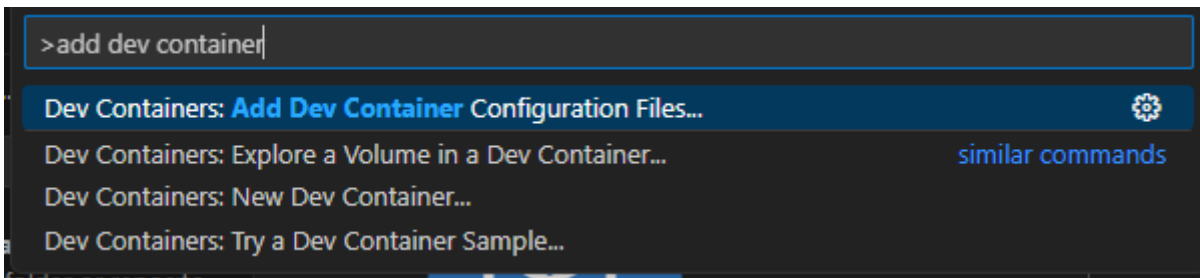 >add dev container
Dev Containers: Add Dev Container Configuration Files...
Dev Containers: Explore a Volume in a Dev Container... similar commands
Dev Containers: New Dev Container...
Dev Containers: Try a Dev Container Sample...